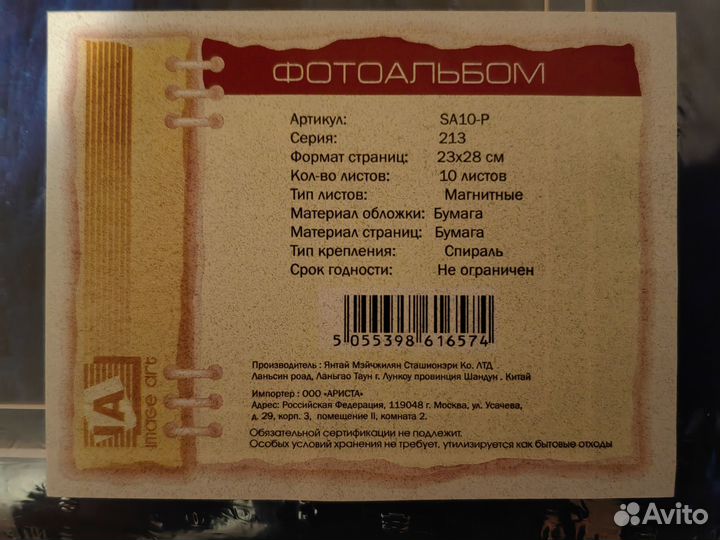 ФОТОАЛЬБОМ
Артикул: SA10-P
Серия: 213
Формат страниц: 23x28 см
Кол-во листов: 10 листов
Тип листов: Магнитные
Материал обложки: Бумага
Материал страниц: Бумага
Тип крепления: Спираль
Срок годности: Не ограничен
5 055398 616574
Производитель : Янтай Мэйчжилян Сташионэри Ко. ЛТД
Ланьсин роад, Ланьгао Таун г. Лункоу провинция Шандун . Китай
Импортер : ООО «АРИСТА»
Адрес: Российская Федерация, 119048 г. Москва, ул. Усачева,
д. 29, корп. 3, помещение II, комната 2.
Обязательной сертификации не подлежит.
Особых условий хранения не требует, утилизируется как бытовые отходы
A
image art
Avito